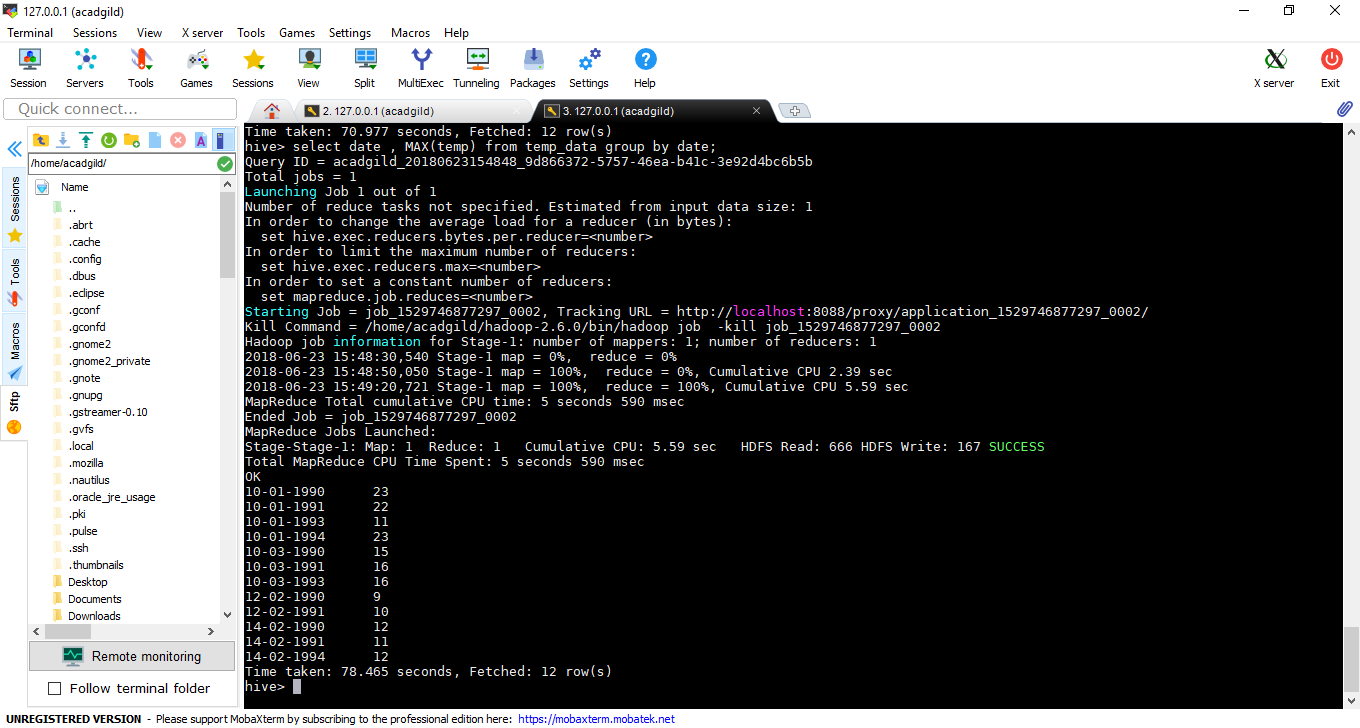 127.0.0.1 (acadgild)
Terminal Sessions View X server Tools Games Settings Macros Help
Session Servers Tools Games Sessions View Split MultiExec Tunneling Packages Settings Help X server Exit
Quick connect...
2. 127.0.0.1 (acadgild)
3. 127.0.0.1 (acadgild)
Sessions
Tools
Macros
Sftp
/home/acadgild/
Name
..
.abrt
.cache
.config
.dbus
.eclipse
.gconf
.gconfd
.gnome2
.gnome2_private
.gnote
.gnupg
.gstreamer-0.10
.gvfs
.local
.mozilla
.nautilus
.oracle_jre_usage
.pki
.pulse
.ssh
.thumbnails
Desktop
Documents
Downloads
Remote monitoring
Follow terminal folder
Time taken: 70.977 seconds, Fetched: 12 row(s)
hive> select date , MAX(temp) from temp_data group by date;
Query ID = acadgild_20180623154848_9d866372-5757-46ea-b41c-3e92d4bc6b5b
Total jobs = 1
Launching Job 1 out of 1
Number of reduce tasks not specified. Estimated from input data size: 1
In order to change the average load for a reducer (in bytes):
  set hive.exec.reducers.bytes.per.reducer=<number>
In order to limit the maximum number of reducers:
  set hive.exec.reducers.max=<number>
In order to set a constant number of reducers:
  set mapreduce.job.reduces=<number>
Starting Job = job_1529746877297_0002, Tracking URL = http://localhost:8088/proxy/application_1529746877297_0002/
Kill Command = /home/acadgild/hadoop-2.6.0/bin/hadoop job  -kill job_1529746877297_0002
Hadoop job information for Stage-1: number of mappers: 1; number of reducers: 1
2018-06-23 15:48:30,540 Stage-1 map = 0%,  reduce = 0%
2018-06-23 15:48:50,050 Stage-1 map = 100%,  reduce = 0%, Cumulative CPU 2.39 sec
2018-06-23 15:49:20,721 Stage-1 map = 100%,  reduce = 100%, Cumulative CPU 5.59 sec
MapReduce Total cumulative CPU time: 5 seconds 590 msec
Ended Job = job_1529746877297_0002
MapReduce Jobs Launched:
Stage-Stage-1: Map: 1  Reduce: 1   Cumulative CPU: 5.59 sec   HDFS Read: 666 HDFS Write: 167 SUCCESS
Total MapReduce CPU Time Spent: 5 seconds 590 msec
OK
10-01-1990	23
10-01-1991	22
10-01-1993	11
10-01-1994	23
10-03-1990	15
10-03-1991	16
10-03-1993	16
12-02-1990	9
12-02-1991	10
14-02-1990	12
14-02-1991	11
14-02-1994	12
Time taken: 78.465 seconds, Fetched: 12 row(s)
hive>
UNREGISTERED VERSION - Please support MobaXterm by subscribing to the professional edition here: https://mobaxterm.mobatek.net